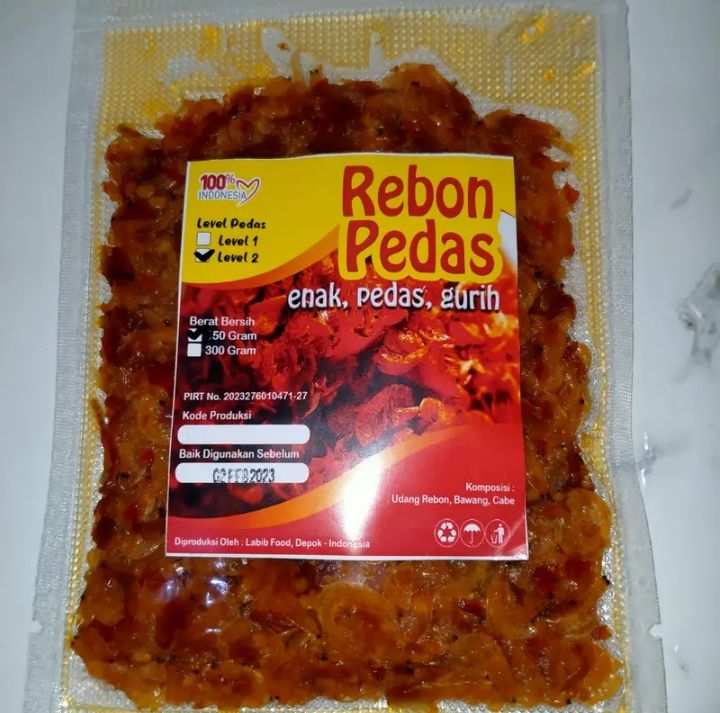 100%
INDONESIA
Rebon
Pedas
enak, pedas, gurih
Level Pedas
Level 1
Level 2
Berat Bersih
50 Gram
300 Gram
PIRT No. 2023276010471-27
Kode Produksi
Baik Digunakan Sebelum
2023
Komposisi :
Udang Rebon, Bawang, Cabe
Diproduksi Oleh : Labib Food, Depok - Indonesia